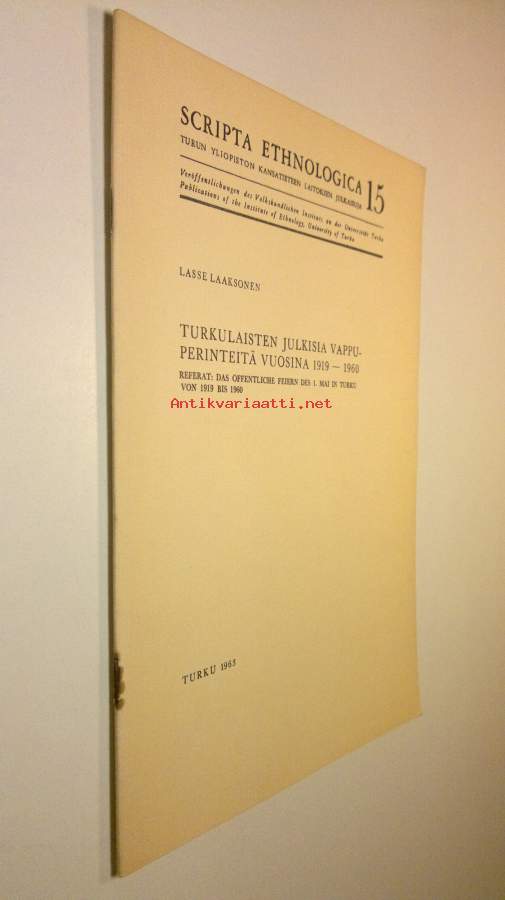 SCRIPTA ETHNOLOGICA 15
TURUN YLIOPISTON KANSATIETEEN LAITOKSEN JULKAISUJA
Veröffentlichungen des Volkskundlichen Instituts an der Universität Turku
Publications of the Institute of Ethnology, University of Turku
LASSE LAAKSONEN
TURKULAISTEN JULKISIA VAPPU-
PERINTEITÄ VUOSINA 1919 — 1960
REFERAT: DAS ÖFFENTLICHE FEIERN DES 1. MAI IN TURKU
VON 1919 BIS 1960
Antikvariaatti.net
TURKU 1963